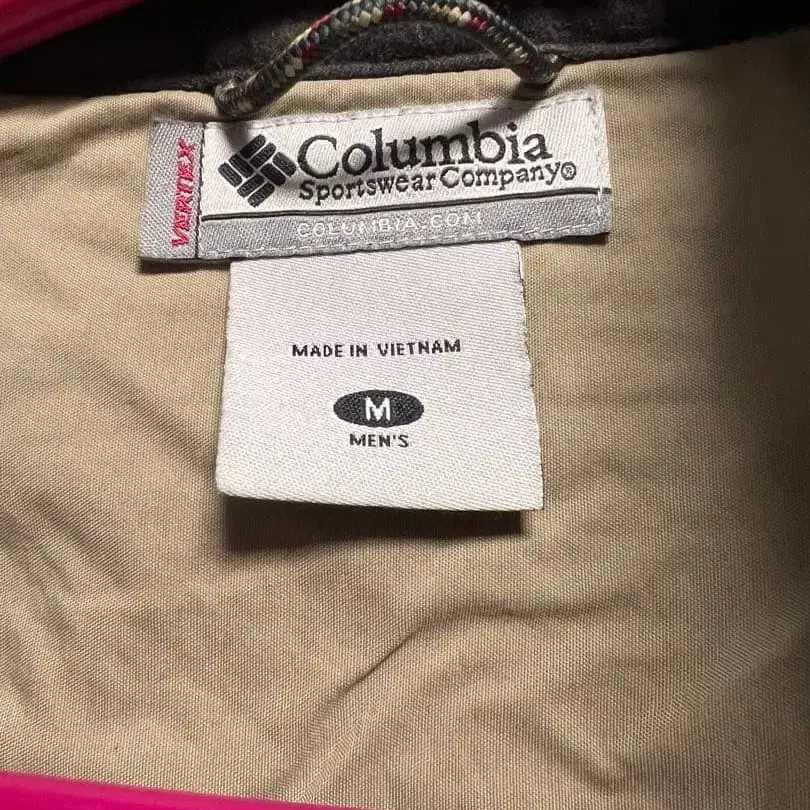 VERTEX
Columbia
Sportswear Company®
COLUMBIA.COM
MADE IN VIETNAM
M
MEN'S